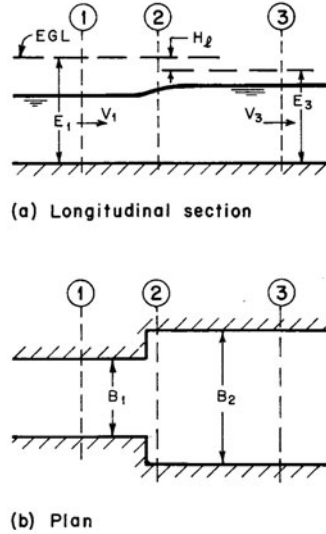 1 2 3
EGL
Hℓ
E1 V1 V3 E3
(a) Longitudinal section
1 2 3
B1 B2
(b) Plan